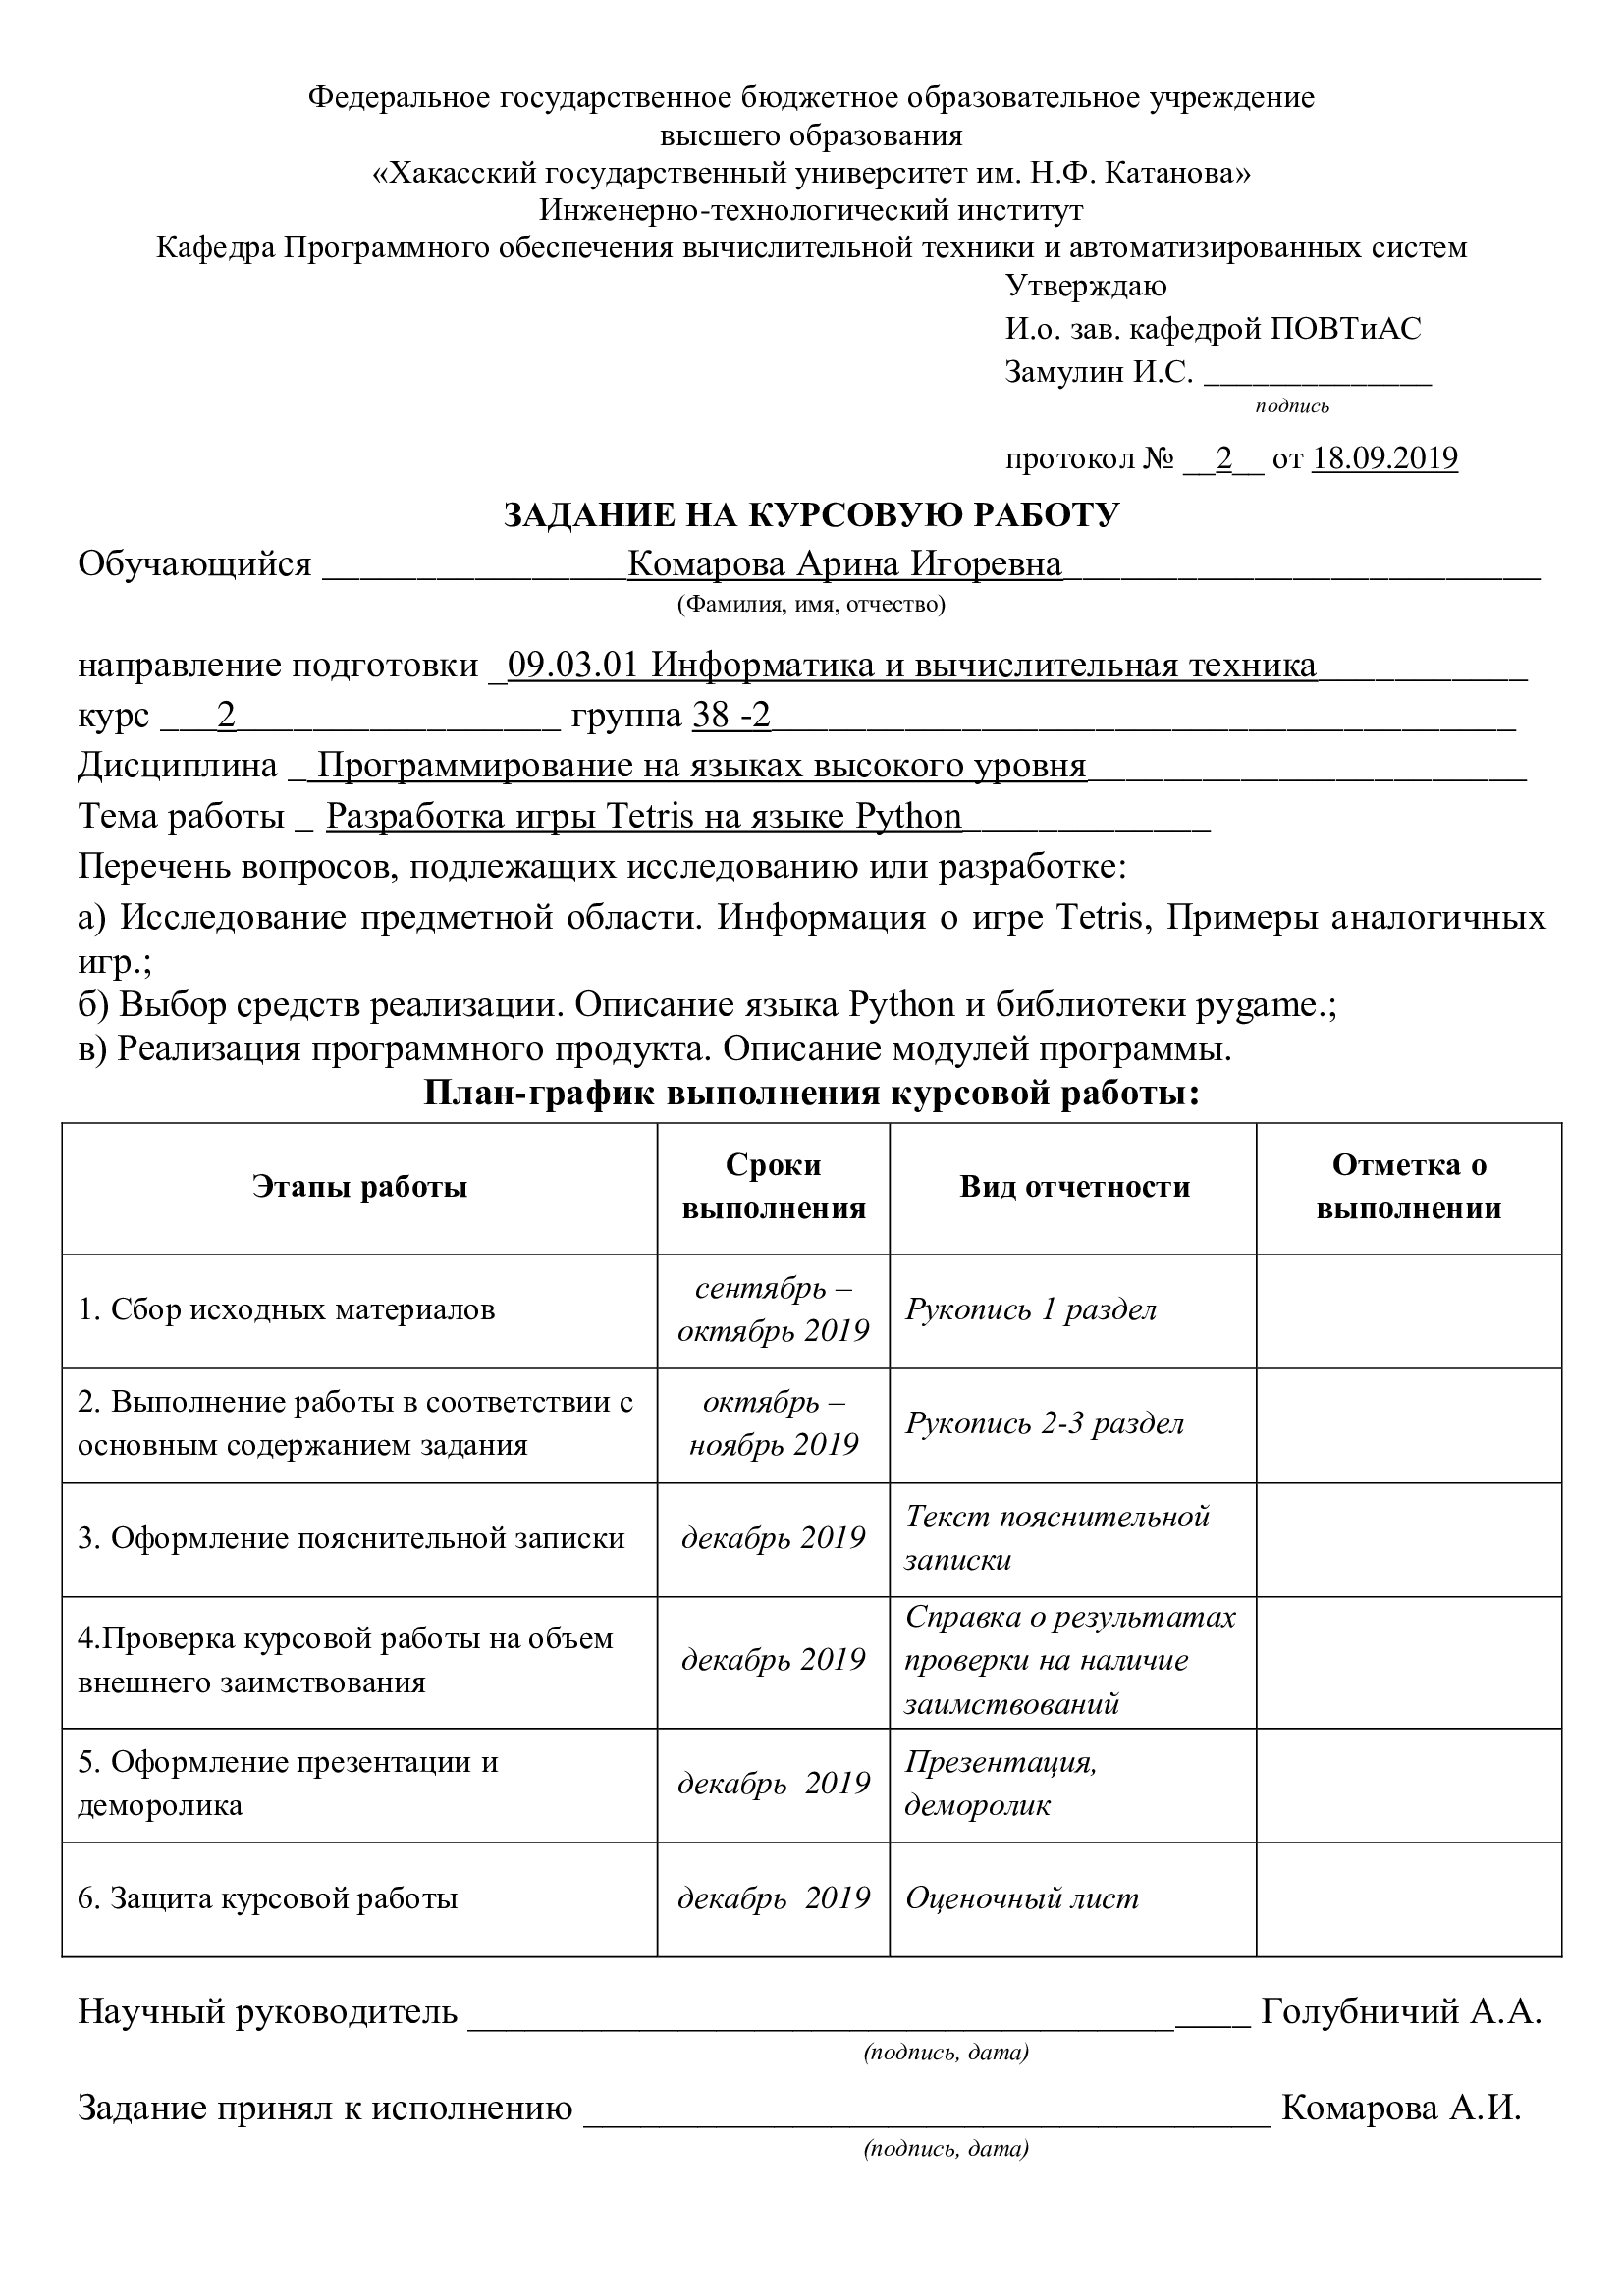 Федеральное государственное бюджетное образовательное учреждение
высшего образования
«Хакасский государственный университет им. Н.Ф. Катанова»
Инженерно-технологический институт
Кафедра Программного обеспечения вычислительной техники и автоматизированных систем
Утверждаю
И.о. зав. кафедрой ПОВТиАС
Замулин И.С. ______________
подпись
протокол № __2__ от 18.09.2019
ЗАДАНИЕ НА КУРСОВУЮ РАБОТУ
Обучающийся ________________Комарова Арина Игоревна_________________________
(Фамилия, имя, отчество)
направление подготовки _09.03.01 Информатика и вычислительная техника___________
курс ___2_________________ группа 38 -2_______________________________________
Дисциплина _ Программирование на языках высокого уровня_______________________
Тема работы _ Разработка игры Tetris на языке Python_____________
Перечень вопросов, подлежащих исследованию или разработке:
а) Исследование предметной области. Информация о игре Tetris, Примеры аналогичных
игр.;
б) Выбор средств реализации. Описание языка Python и библиотеки pygame.;
в) Реализация программного продукта. Описание модулей программы.
План-график выполнения курсовой работы:
Этапы работы
Сроки
выполнения
Вид отчетности
Отметка о
выполнении
1. Сбор исходных материалов
сентябрь –
октябрь 2019
Рукопись 1 раздел
2. Выполнение работы в соответствии с
основным содержанием задания
октябрь –
ноябрь 2019
Рукопись 2-3 раздел
3. Оформление пояснительной записки
декабрь 2019
Текст пояснительной
записки
4.Проверка курсовой работы на объем
внешнего заимствования
декабрь 2019
Справка о результатах
проверки на наличие
заимствований
5. Оформление презентации и
деморолика
декабрь 2019
Презентация,
деморолик
6. Защита курсовой работы
декабрь 2019
Оценочный лист
Научный руководитель _________________________________________ Голубничий А.А.
(подпись, дата)
Задание принял к исполнению ____________________________________ Комарова А.И.
(подпись, дата)